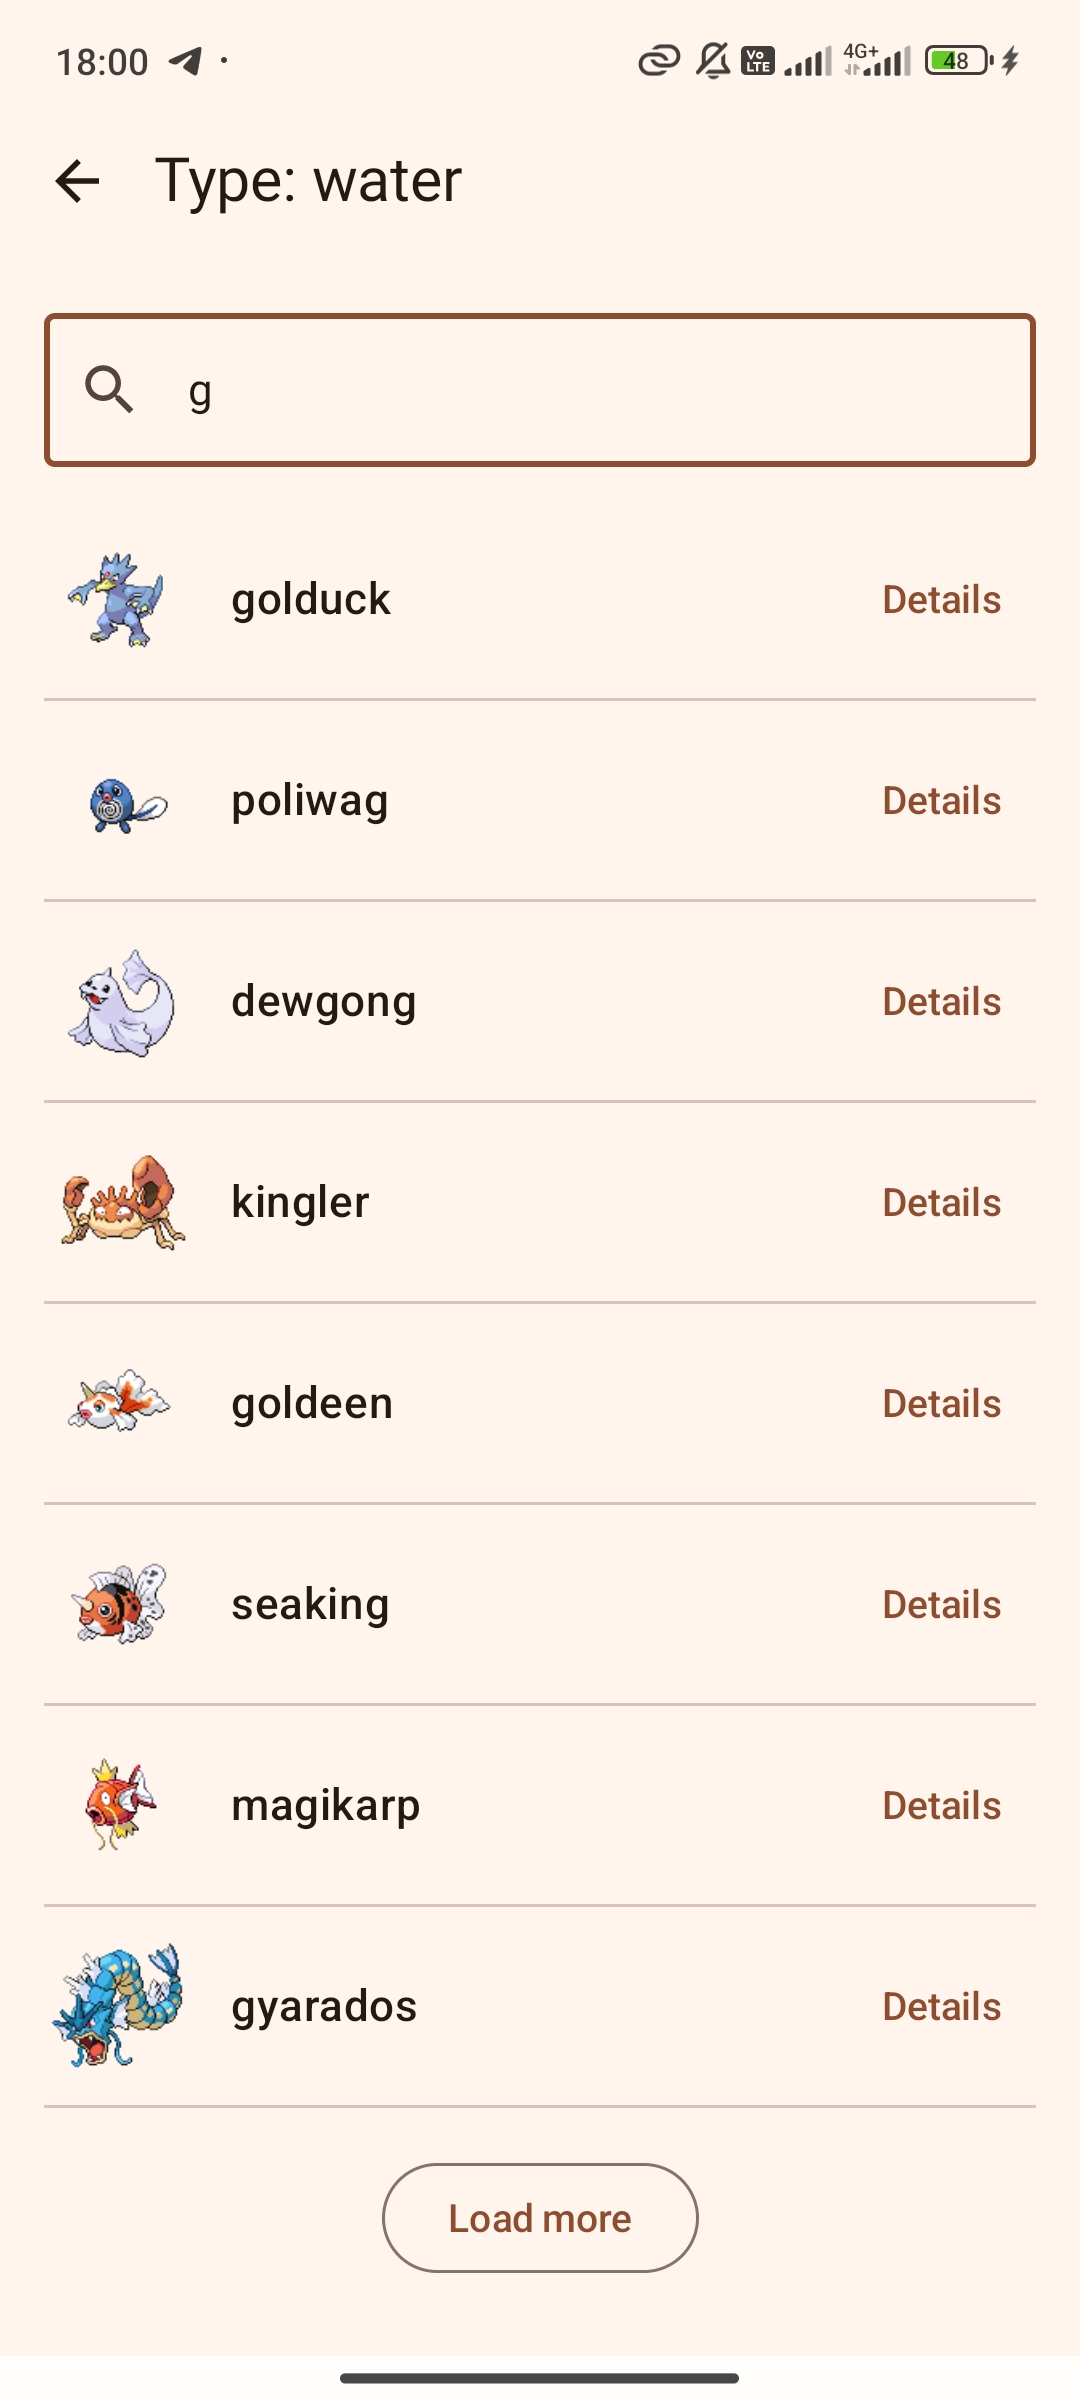 18:00 Vo LTE 4G+ 48
Type: water
g
golduck Details
poliwag Details
dewgong Details
kingler Details
goldeen Details
seaking Details
magikarp Details
gyarados Details
Load more